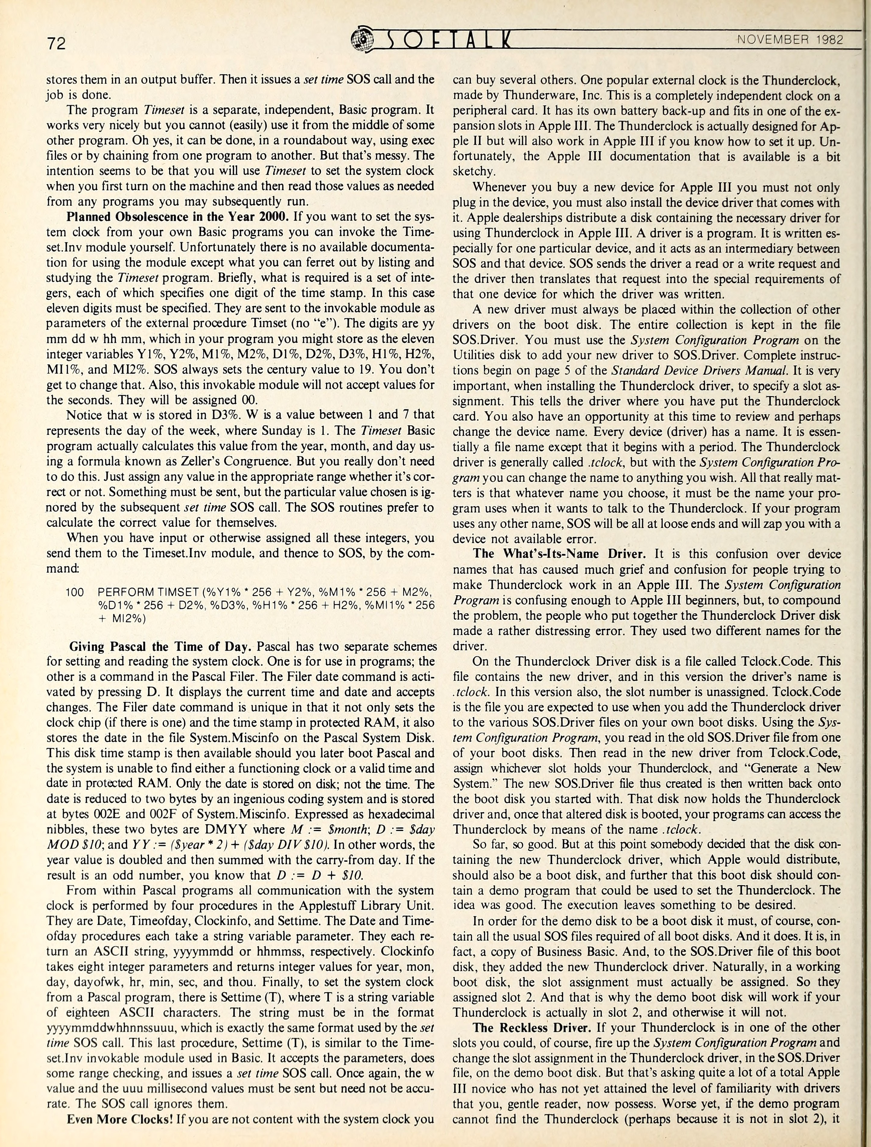 72
SOFTALK
NOVEMBER 1982
stores them in an output buffer. Then it issues a set time SOS call and the
job is done.
The program Timeset is a separate, independent, Basic program. It
works very nicely but you cannot (easily) use it from the middle of some
other program. Oh yes, it can be done, in a roundabout way, using exec
files or by chaining from one program to another. But that's messy. The
intention seems to be that you will use Timeset to set the system clock
when you first turn on the machine and then read those values as needed
from any programs you may subsequently run.
Planned Obsolescence in the Year 2000. If you want to set the sys-
tem clock from your own Basic programs you can invoke the Time-
set.Inv module yourself. Unfortunately there is no available documenta-
tion for using the module except what you can ferret out by listing and
studying the Timeset program. Briefly, what is required is a set of inte-
gers, each of which specifies one digit of the time stamp. In this case
eleven digits must be specified. They are sent to the invokable module as
parameters of the external procedure Timset (no "e"). The digits are yy
mm dd w hh mm, which in your program you might store as the eleven
integer variables Y1%, Y2%, M1%, M2%, D1%, D2%, D3%, H1%, H2%,
MI1%, and MI2%. SOS always sets the century value to 19. You don't
get to change that. Also, this invokable module will not accept values for
the seconds. They will be assigned 00.
Notice that w is stored in D3%. W is a value between 1 and 7 that
represents the day of the week, where Sunday is 1. The Timeset Basic
program actually calculates this value from the year, month, and day us-
ing a formula known as Zeller's Congruence. But you really don't need
to do this. Just assign any value in the appropriate range whether it's cor-
rect or not. Something must be sent, but the particular value chosen is ig-
nored by the subsequent set time SOS call. The SOS routines prefer to
calculate the correct value for themselves.
When you have input or otherwise assigned all these integers, you
send them to the Timeset.Inv module, and thence to SOS, by the com-
mand:
100 PERFORM TIMSET (%Y1% * 256 + Y2%, %M1% * 256 + M2%,
%D1% * 256 + D2%, %D3%, %H1% * 256 + H2%, %MI1% * 256
+ MI2%)
Giving Pascal the Time of Day. Pascal has two separate schemes
for setting and reading the system clock. One is for use in programs; the
other is a command in the Pascal Filer. The Filer date command is acti-
vated by pressing D. It displays the current time and date and accepts
changes. The Filer date command is unique in that it not only sets the
clock chip (if there is one) and the time stamp in protected RAM, it also
stores the date in the file System.Miscinfo on the Pascal System Disk.
This disk time stamp is then available should you later boot Pascal and
the system is unable to find either a functioning clock or a valid time and
date in protected RAM. Only the date is stored on disk; not the time. The
date is reduced to two bytes by an ingenious coding system and is stored
at bytes 002E and 002F of System.Miscinfo. Expressed as hexadecimal
nibbles, these two bytes are DMYY where M := $month; D := $day
MOD $10; and YY := ($year * 2) + ($day DIV $10). In other words, the
year value is doubled and then summed with the carry-from day. If the
result is an odd number, you know that D := D + $10.
From within Pascal programs all communication with the system
clock is performed by four procedures in the Applestuff Library Unit.
They are Date, Timeofday, Clockinfo, and Settime. The Date and Time-
ofday procedures each take a string variable parameter. They each re-
turn an ASCII string, yyyymmdd or hhmmss, respectively. Clockinfo
takes eight integer parameters and returns integer values for year, mon,
day, dayofwk, hr, min, sec, and thou. Finally, to set the system clock
from a Pascal program, there is Settime (T), where T is a string variable
of eighteen ASCII characters. The string must be in the format
yyyymmddwhhnnssuuu, which is exactly the same format used by the set
time SOS call. This last procedure, Settime (T), is similar to the Time-
set.Inv invokable module used in Basic. It accepts the parameters, does
some range checking, and issues a set time SOS call. Once again, the w
value and the uuu millisecond values must be sent but need not be accu-
rate. The SOS call ignores them.
Even More Clocks! If you are not content with the system clock you
can buy several others. One popular external clock is the Thunderclock,
made by Thunderware, Inc. This is a completely independent clock on a
peripheral card. It has its own battery back-up and fits in one of the ex-
pansion slots in Apple III. The Thunderclock is actually designed for Ap-
ple II but will also work in Apple III if you know how to set it up. Un-
fortunately, the Apple III documentation that is available is a bit
sketchy.
Whenever you buy a new device for Apple III you must not only
plug in the device, you must also install the device driver that comes with
it. Apple dealerships distribute a disk containing the necessary driver for
using Thunderclock in Apple III. A driver is a program. It is written es-
pecially for one particular device, and it acts as an intermediary between
SOS and that device. SOS sends the driver a read or a write request and
the driver then translates that request into the special requirements of
that one device for which the driver was written.
A new driver must always be placed within the collection of other
drivers on the boot disk. The entire collection is kept in the file
SOS.Driver. You must use the System Configuration Program on the
Utilities disk to add your new driver to SOS.Driver. Complete instruc-
tions begin on page 5 of the Standard Device Drivers Manual. It is very
important, when installing the Thunderclock driver, to specify a slot as-
signment. This tells the driver where you have put the Thunderclock
card. You also have an opportunity at this time to review and perhaps
change the device name. Every device (driver) has a name. It is essen-
tially a file name except that it begins with a period. The Thunderclock
driver is generally called .tclock, but with the System Configuration Pro-
gram you can change the name to anything you wish. All that really mat-
ters is that whatever name you choose, it must be the name your pro-
gram uses when it wants to talk to the Thunderclock. If your program
uses any other name, SOS will be all at loose ends and will zap you with a
device not available error.
The What's-Its-Name Driver. It is this confusion over device
names that has caused much grief and confusion for people trying to
make Thunderclock work in an Apple III. The System Configuration
Program is confusing enough to Apple III beginners, but, to compound
the problem, the people who put together the Thunderclock Driver disk
made a rather distressing error. They used two different names for the
driver.
On the Thunderclock Driver disk is a file called Tclock.Code. This
file contains the new driver, and in this version the driver's name is
.tclock. In this version also, the slot number is unassigned. Tclock.Code
is the file you are expected to use when you add the Thunderclock driver
to the various SOS.Driver files on your own boot disks. Using the Sys-
tem Configuration Program, you read in the old SOS.Driver file from one
of your boot disks. Then read in the new driver from Tclock.Code,
assign whichever slot holds your Thunderclock, and "Generate a New
System." The new SOS.Driver file thus created is then written back onto
the boot disk you started with. That disk now holds the Thunderclock
driver and, once that altered disk is booted, your programs can access the
Thunderclock by means of the name .tclock.
So far, so good. But at this point somebody decided that the disk con-
taining the new Thunderclock driver, which Apple would distribute,
should also be a boot disk, and further that this boot disk should con-
tain a demo program that could be used to set the Thunderclock. The
idea was good. The execution leaves something to be desired.
In order for the demo disk to be a boot disk it must, of course, con-
tain all the usual SOS files required of all boot disks. And it does. It is, in
fact, a copy of Business Basic. And, to the SOS.Driver file of this boot
disk, they added the new Thunderclock driver. Naturally, in a working
boot disk, the slot assignment must actually be assigned. So they
assigned slot 2. And that is why the demo boot disk will work if your
Thunderclock is actually in slot 2, and otherwise it will not.
The Reckless Driver. If your Thunderclock is in one of the other
slots you could, of course, fire up the System Configuration Program and
change the slot assignment in the Thunderclock driver, in the SOS.Driver
file, on the demo boot disk. But that's asking quite a lot of a total Apple
III novice who has not yet attained the level of familiarity with drivers
that you, gentle reader, now possess. Worse yet, if the demo program
cannot find the Thunderclock (perhaps because it is not in slot 2), it